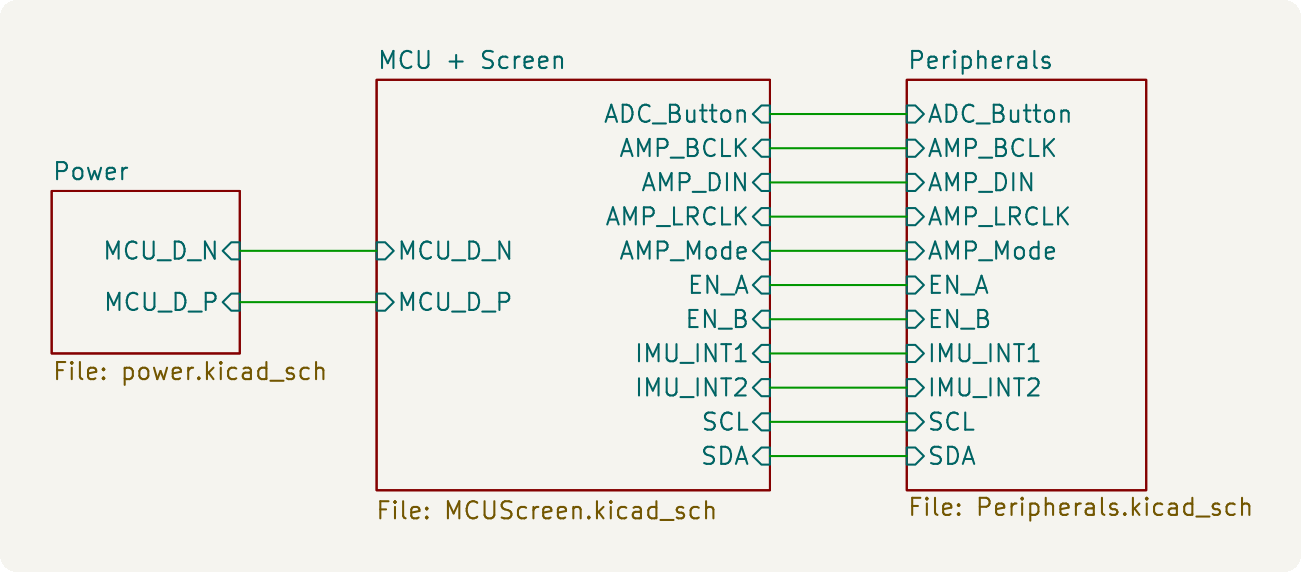 Power
MCU_D_N
MCU_D_P
File: power.kicad_sch
MCU + Screen
MCU_D_N
MCU_D_P
ADC_Button
AMP_BCLK
AMP_DIN
AMP_LRCLK
AMP_Mode
EN_A
EN_B
IMU_INT1
IMU_INT2
SCL
SDA
File: MCUScreen.kicad_sch
Peripherals
ADC_Button
AMP_BCLK
AMP_DIN
AMP_LRCLK
AMP_Mode
EN_A
EN_B
IMU_INT1
IMU_INT2
SCL
SDA
File: Peripherals.kicad_sch